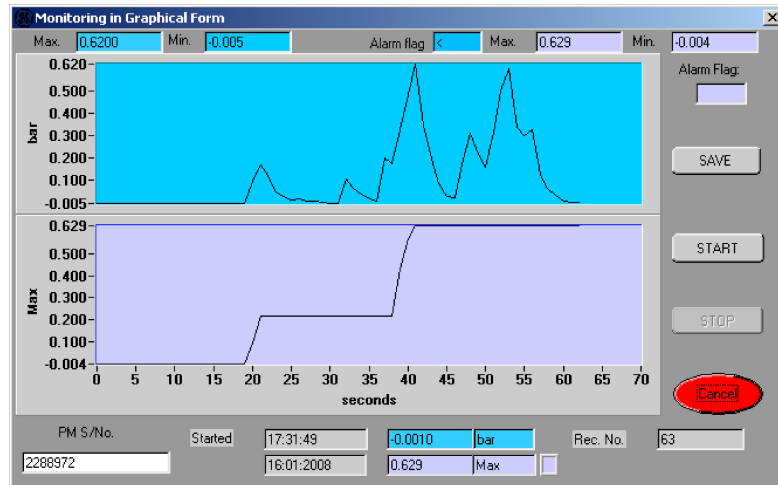 Monitoring in Graphical Form
Max. 0.6200 Min. -0.005 Alarm flag < Max. 0.629 Min. -0.004
Alarm Flag:
0.620
0.500
0.400
0.300
0.200
0.100
-0.005
bar
SAVE
0.629
0.500
0.400
0.300
0.200
0.100
-0.004
Max
START
STOP
Cancel
0 5 10 15 20 25 30 35 40 45 50 55 60 65 70
seconds
PM S/No. Started 17:31:49 -0.0010 bar Rec. No. 63
2288972 16:01:2008 0.629 Max